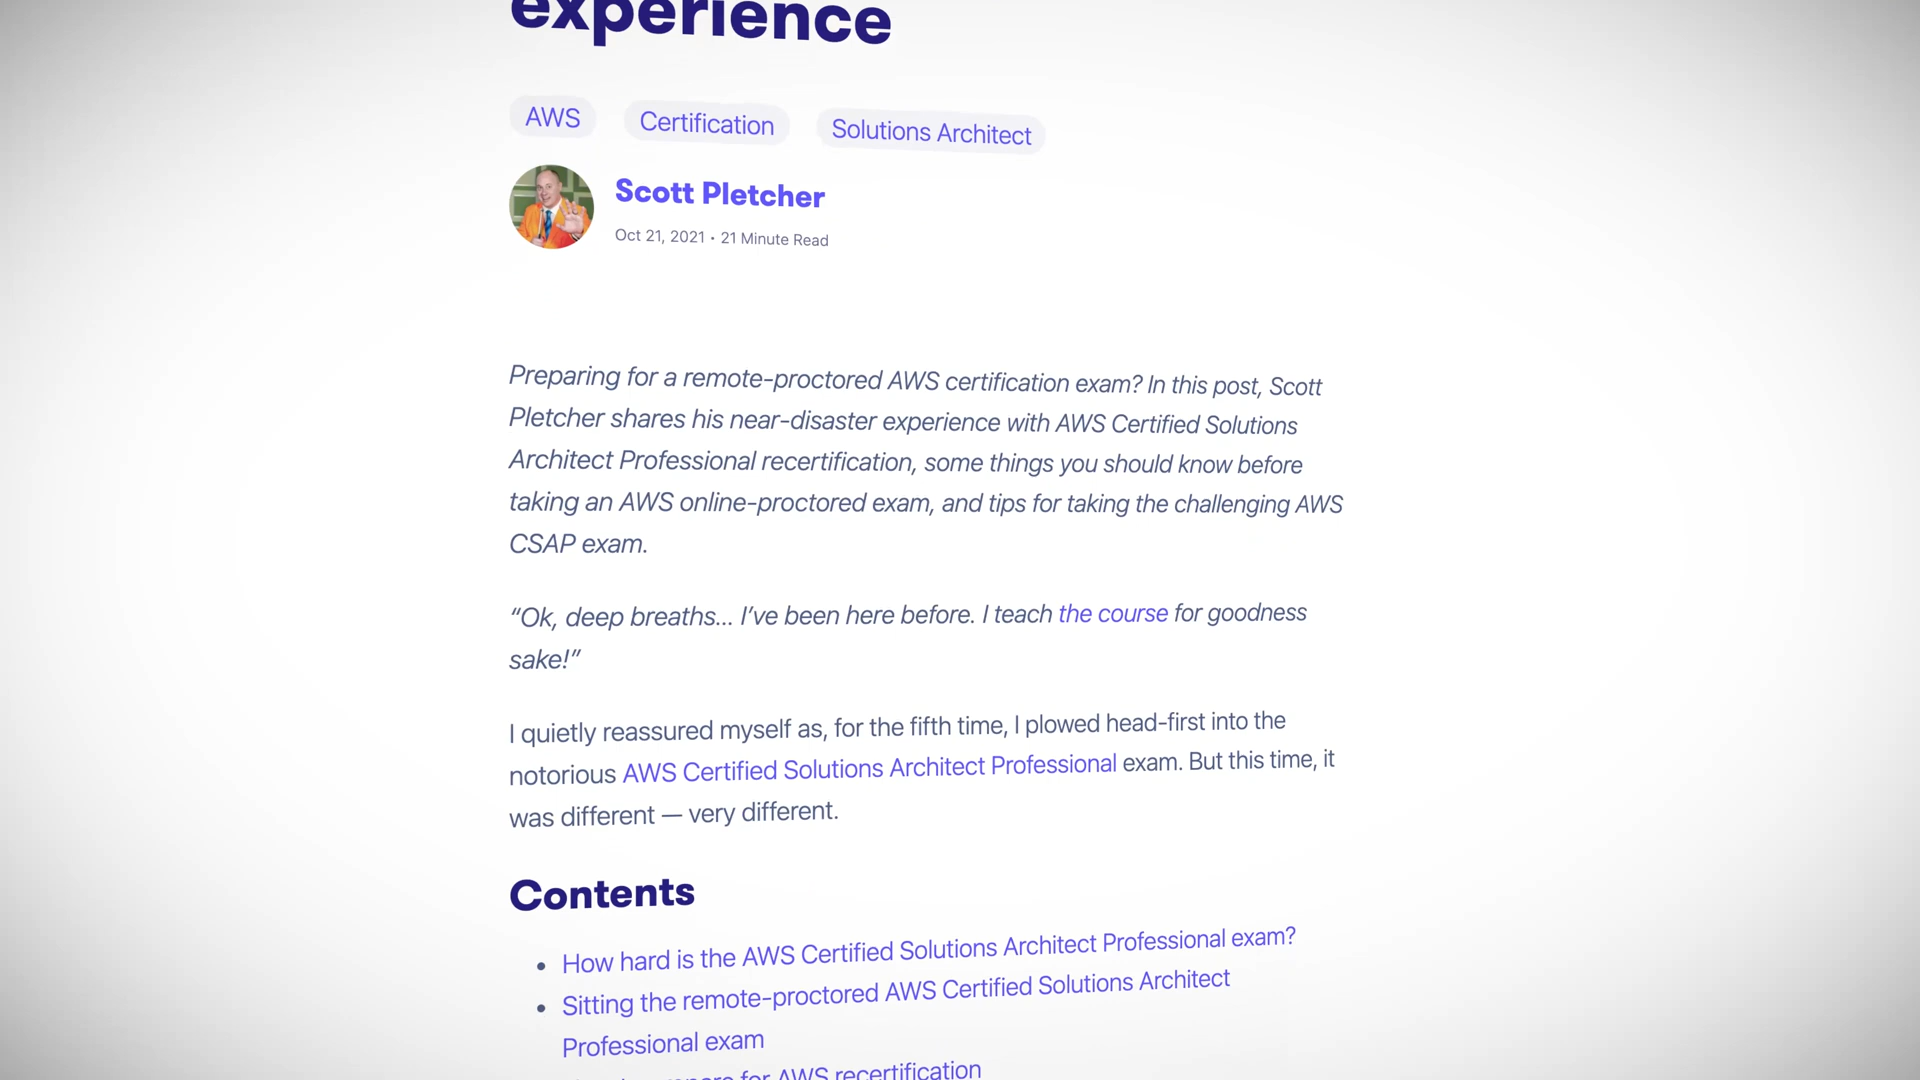 experience
AWS Certification Solutions Architect
Scott Pletcher
Oct 21, 2021 • 21 Minute Read
Preparing for a remote-proctored AWS certification exam? In this post, Scott
Pletcher shares his near-disaster experience with AWS Certified Solutions
Architect Professional recertification, some things you should know before
taking an AWS online-proctored exam, and tips for taking the challenging AWS
CSAP exam.
“Ok, deep breaths... I’ve been here before. I teach the course for goodness
sake!”
I quietly reassured myself as, for the fifth time, I plowed head-first into the
notorious AWS Certified Solutions Architect Professional exam. But this time, it
was different — very different.
Contents
• How hard is the AWS Certified Solutions Architect Professional exam?
• Sitting the remote-proctored AWS Certified Solutions Architect
Professional exam
for AWS recertification